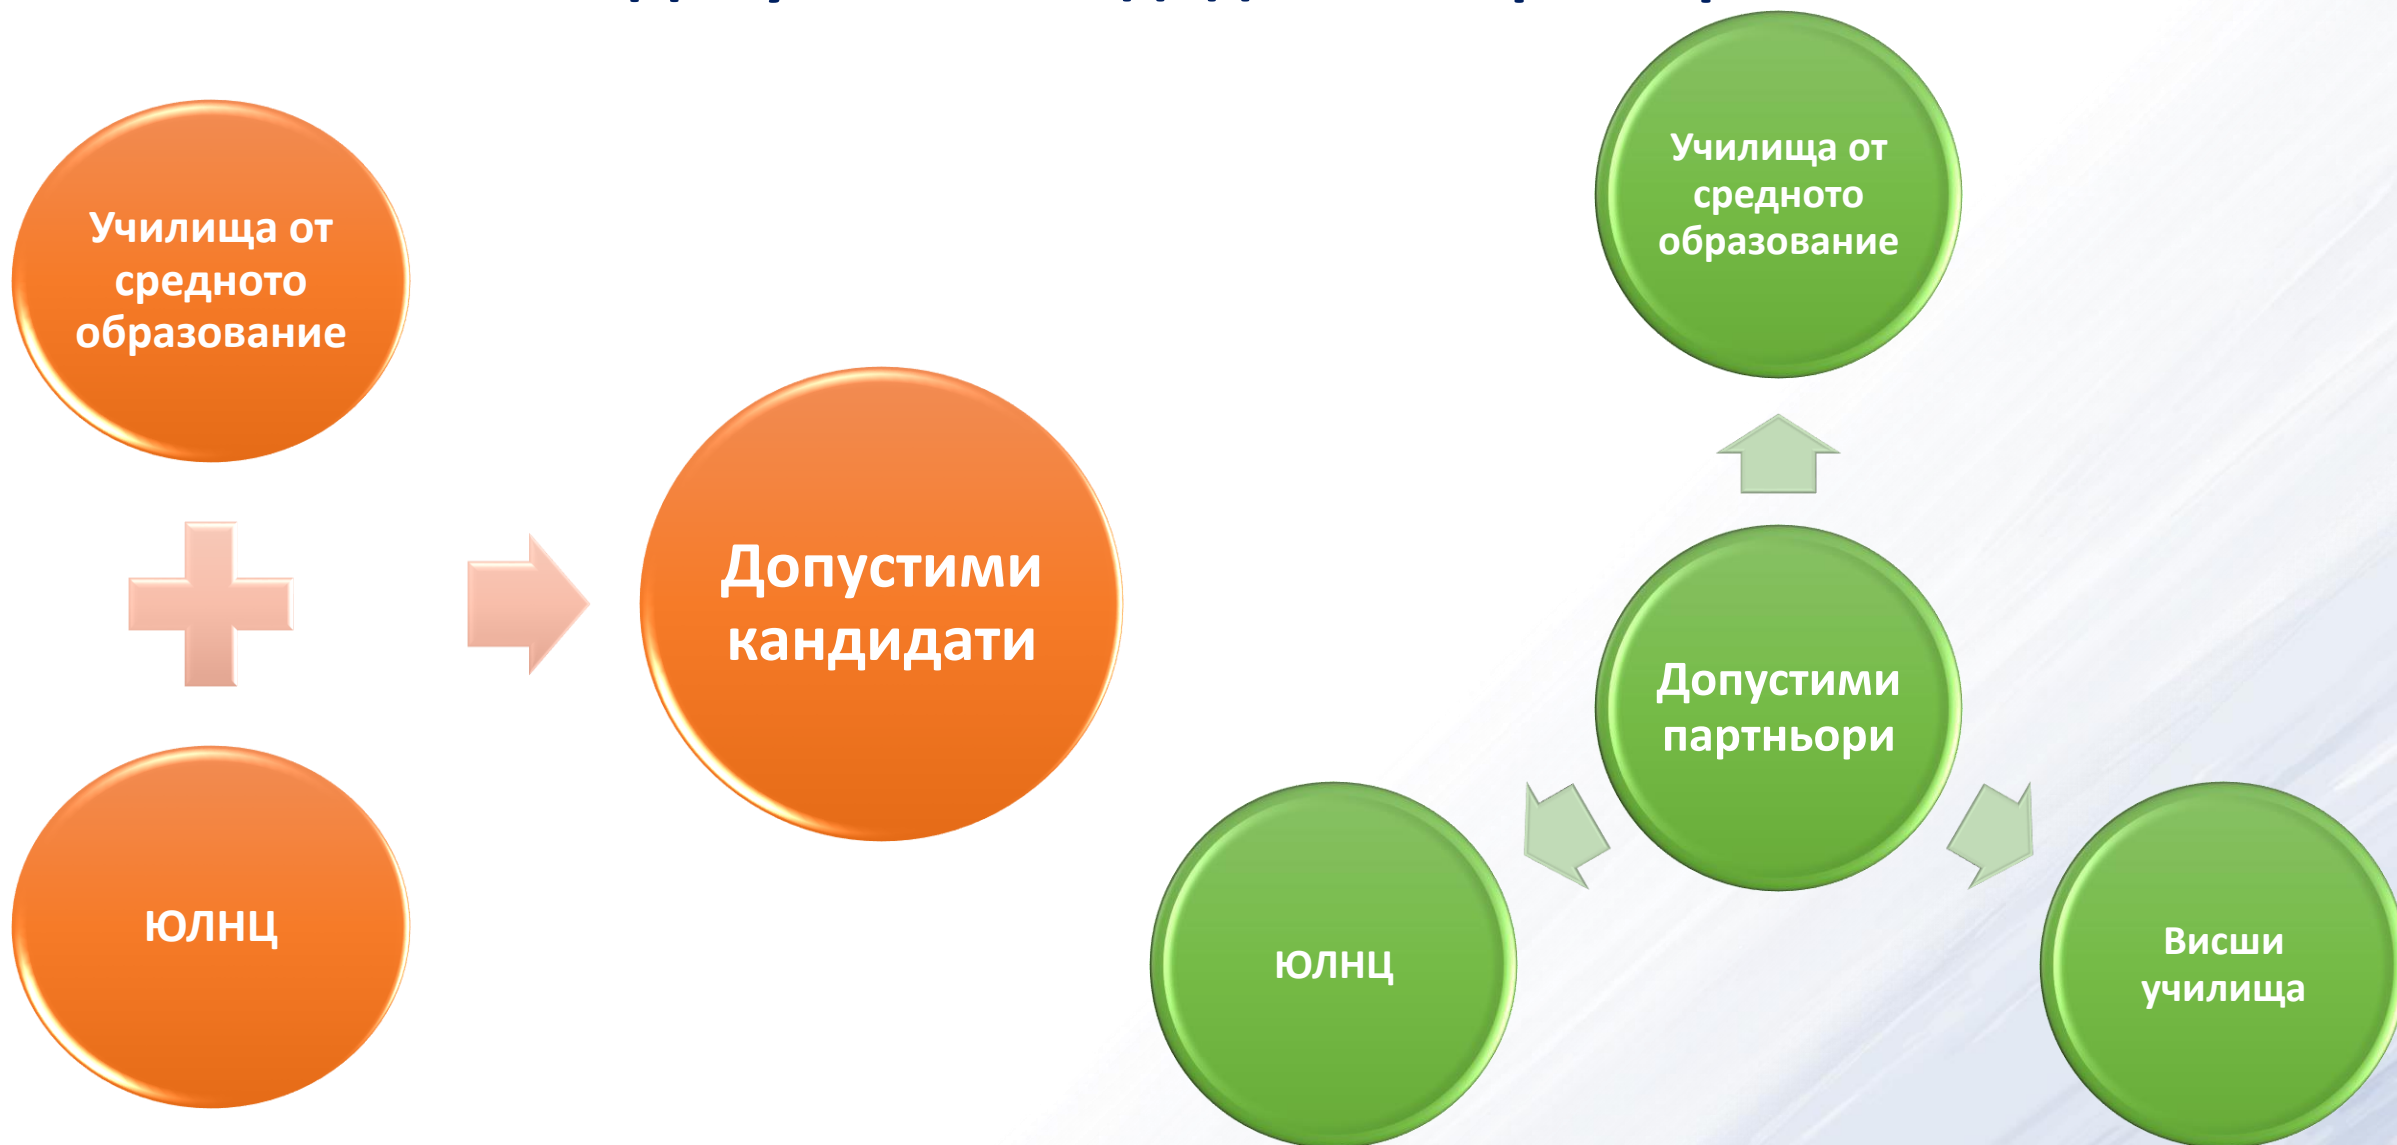 Училища от
средното
образование
ЮЛНЦ
Допустими
кандидати
Училища от
средното
образование
Допустими
партньори
ЮЛНЦ
Висши
училища